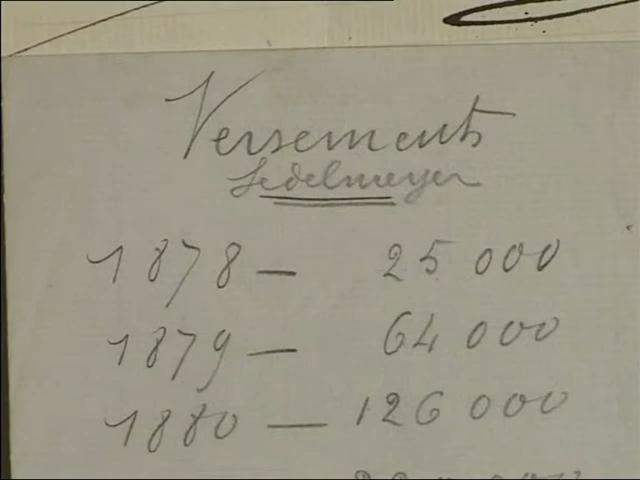 Versements
Sedelmeyer
1878 — 25 000
1879 — 64 000
1880 — 126 000